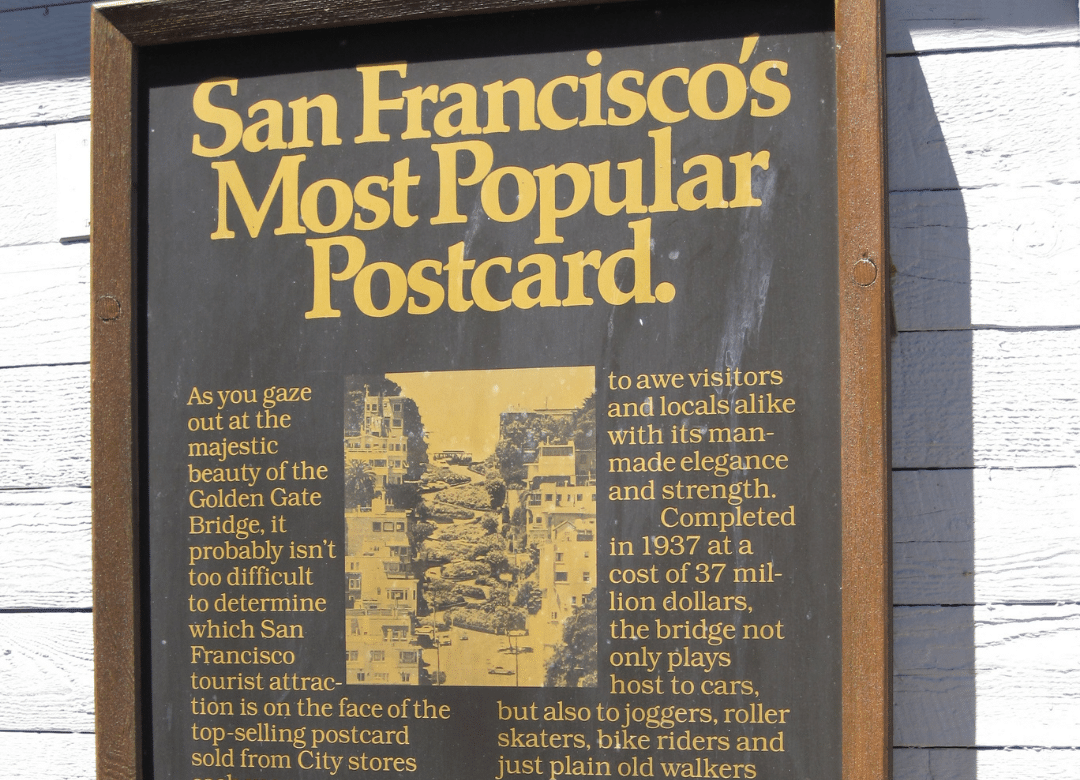 San Francisco's
Most Popular
Postcard.
As you gaze
out at the
majestic
beauty of the
Golden Gate
Bridge, it
probably isn't
too difficult
to determine
which San
Francisco
tourist attrac-
tion is on the face of the
top-selling postcard
sold from City stores
to awe visitors
and locals alike
with its man-
made elegance
and strength.
Completed
in 1937 at a
cost of 37 mil-
lion dollars,
the bridge not
only plays
host to cars,
but also to joggers, roller
skaters, bike riders and
just plain old walkers